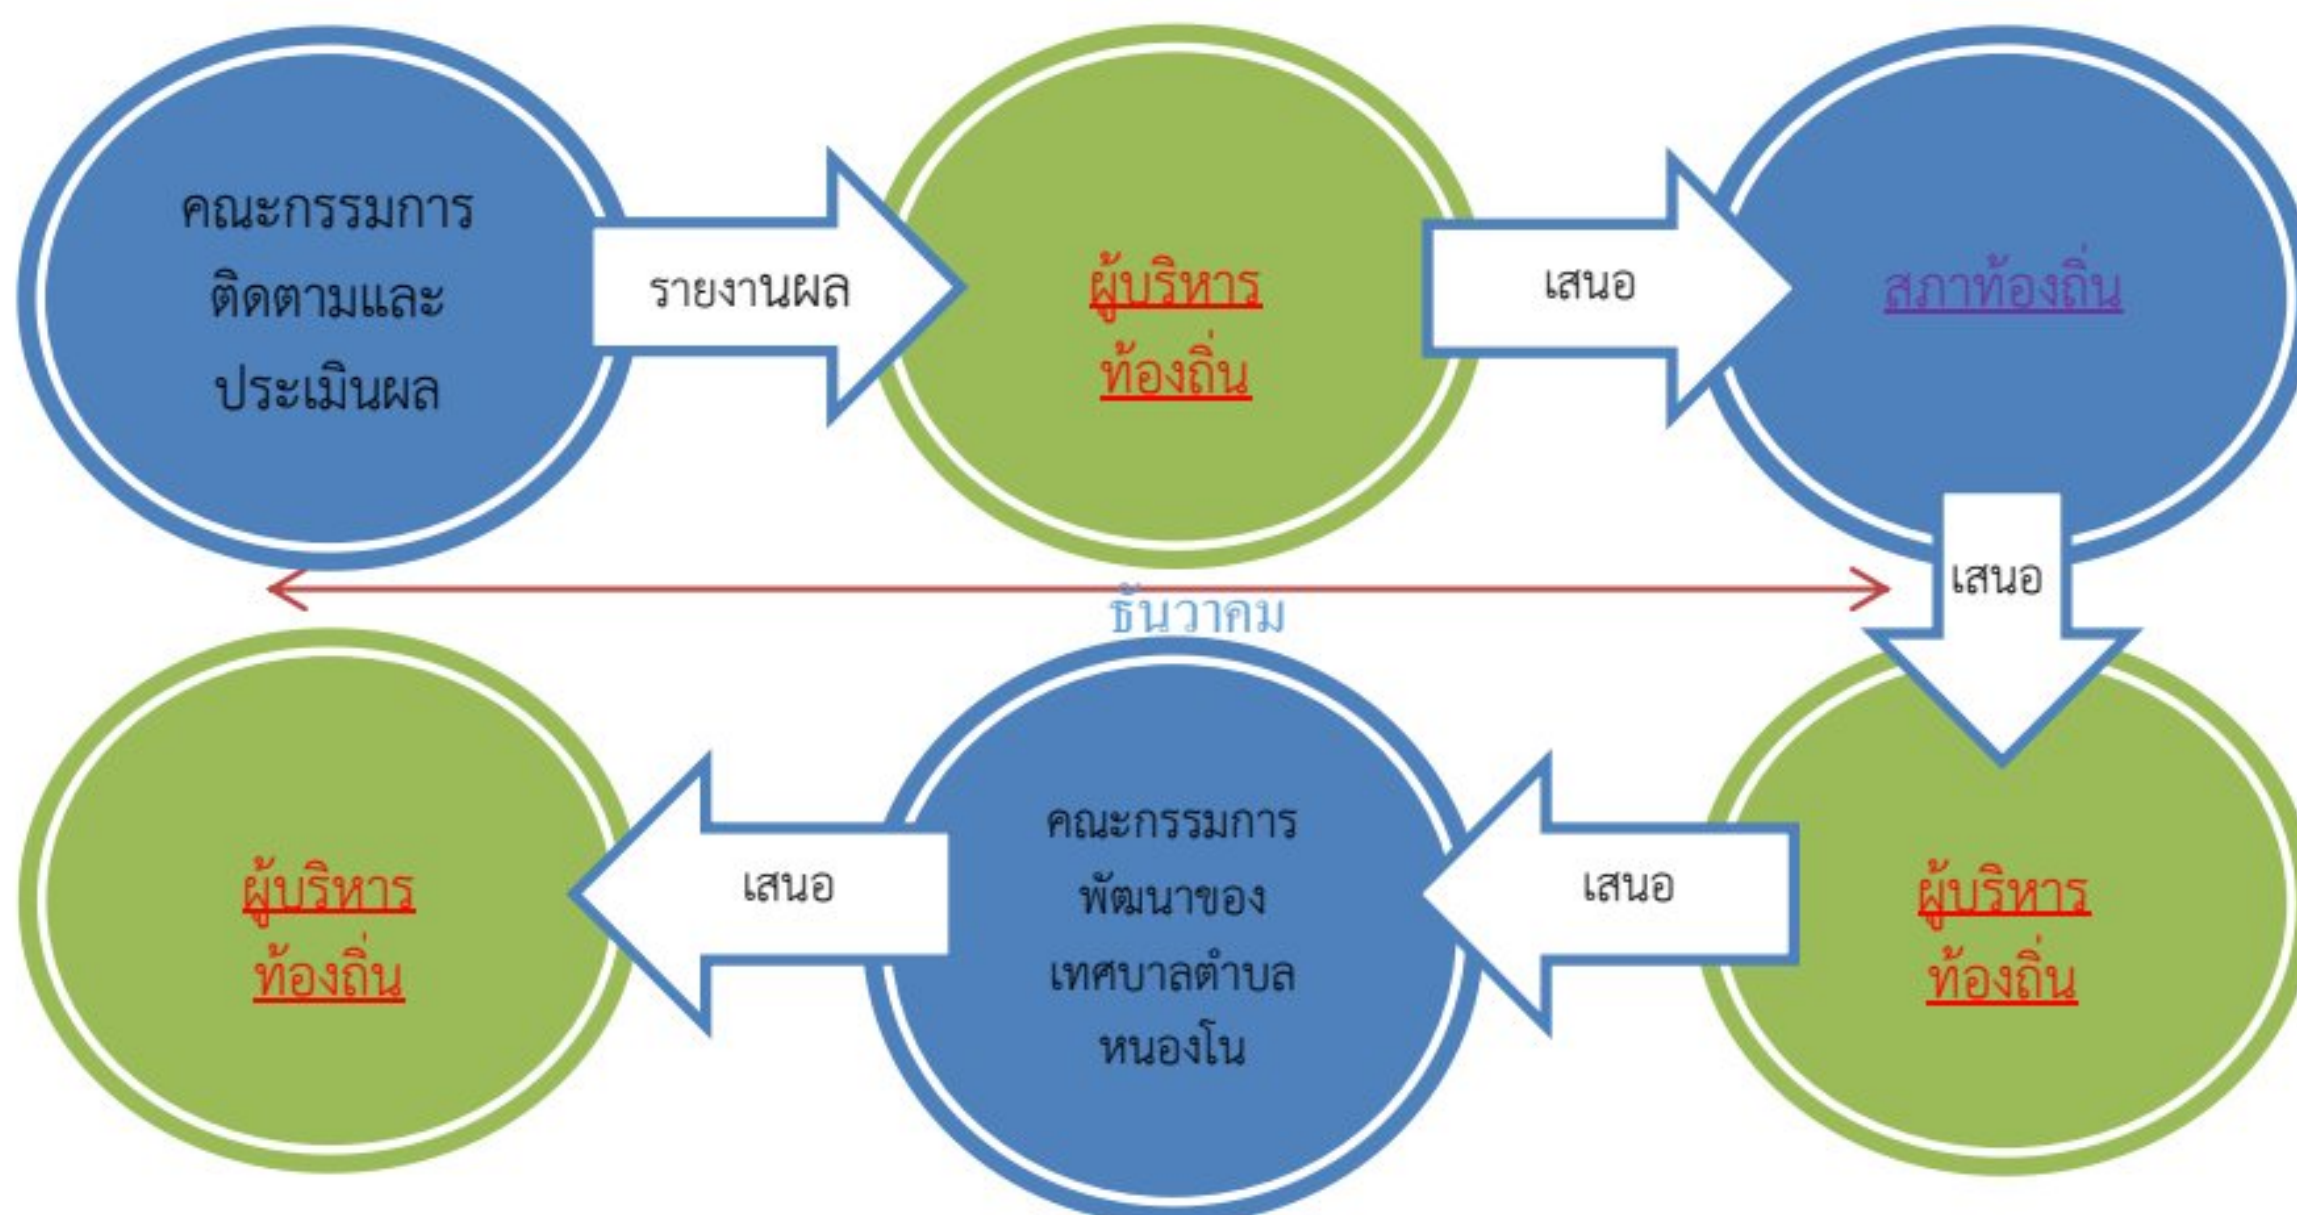 คณะกรรมการ
ติดตามและ
ประเมินผล
รายงานผล
ผู้บริหาร
ท้องถิ่น
เสนอ
สภาท้องถิ่น
เสนอ
ธันวาคม
ผู้บริหาร
ท้องถิ่น
เสนอ
คณะกรรมการ
พัฒนาของ
เทศบาลตำบล
หนองโน
เสนอ
ผู้บริหาร
ท้องถิ่น